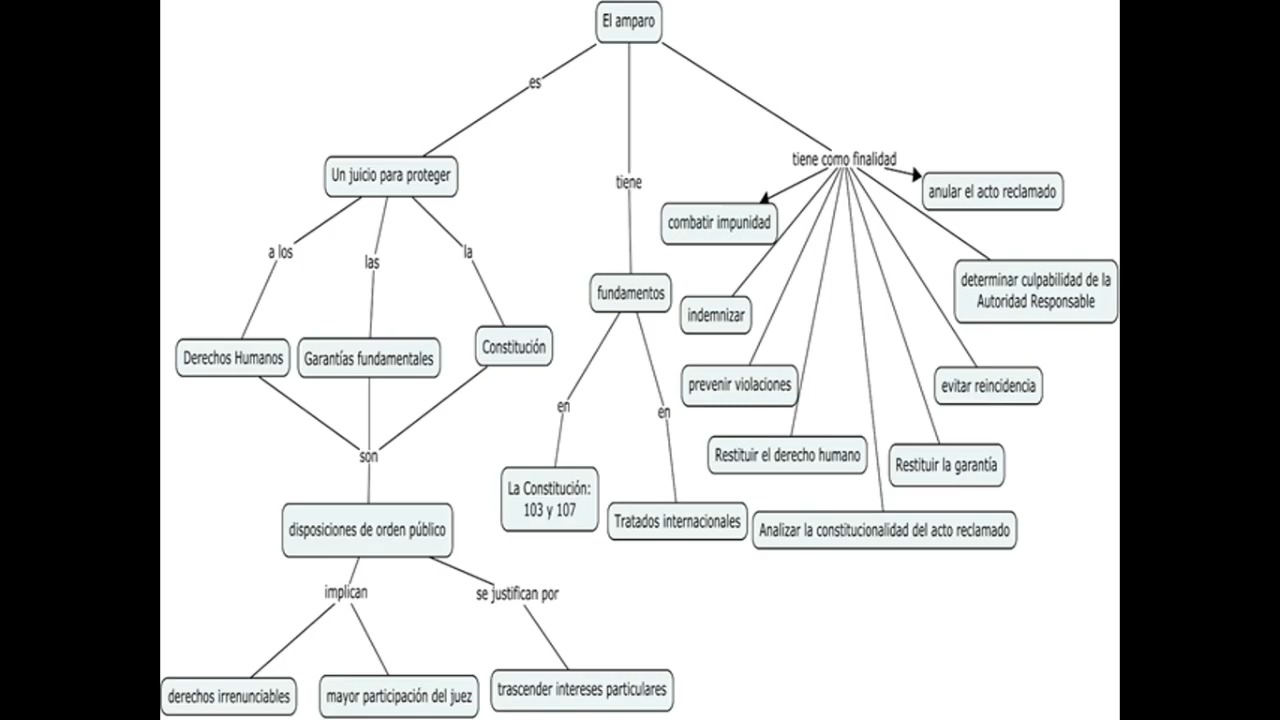 El amparo
es
tiene como finalidad
Un juicio para proteger
tiene
anular el acto reclamado
combatir impunidad
a los
las
la
determinar culpabilidad de la
Autoridad Responsable
fundamentos
indemnizar
Derechos Humanos
Garantías fundamentales
Constitución
prevenir violaciones
evitar reincidencia
en
en
son
Restituir el derecho humano
Restituir la garantía
La Constitución:
103 y 107
Tratados internacionales
Analizar la constitucionalidad del acto reclamado
disposiciones de orden público
implican
se justifican por
derechos irrenunciables
mayor participación del juez
trascender intereses particulares